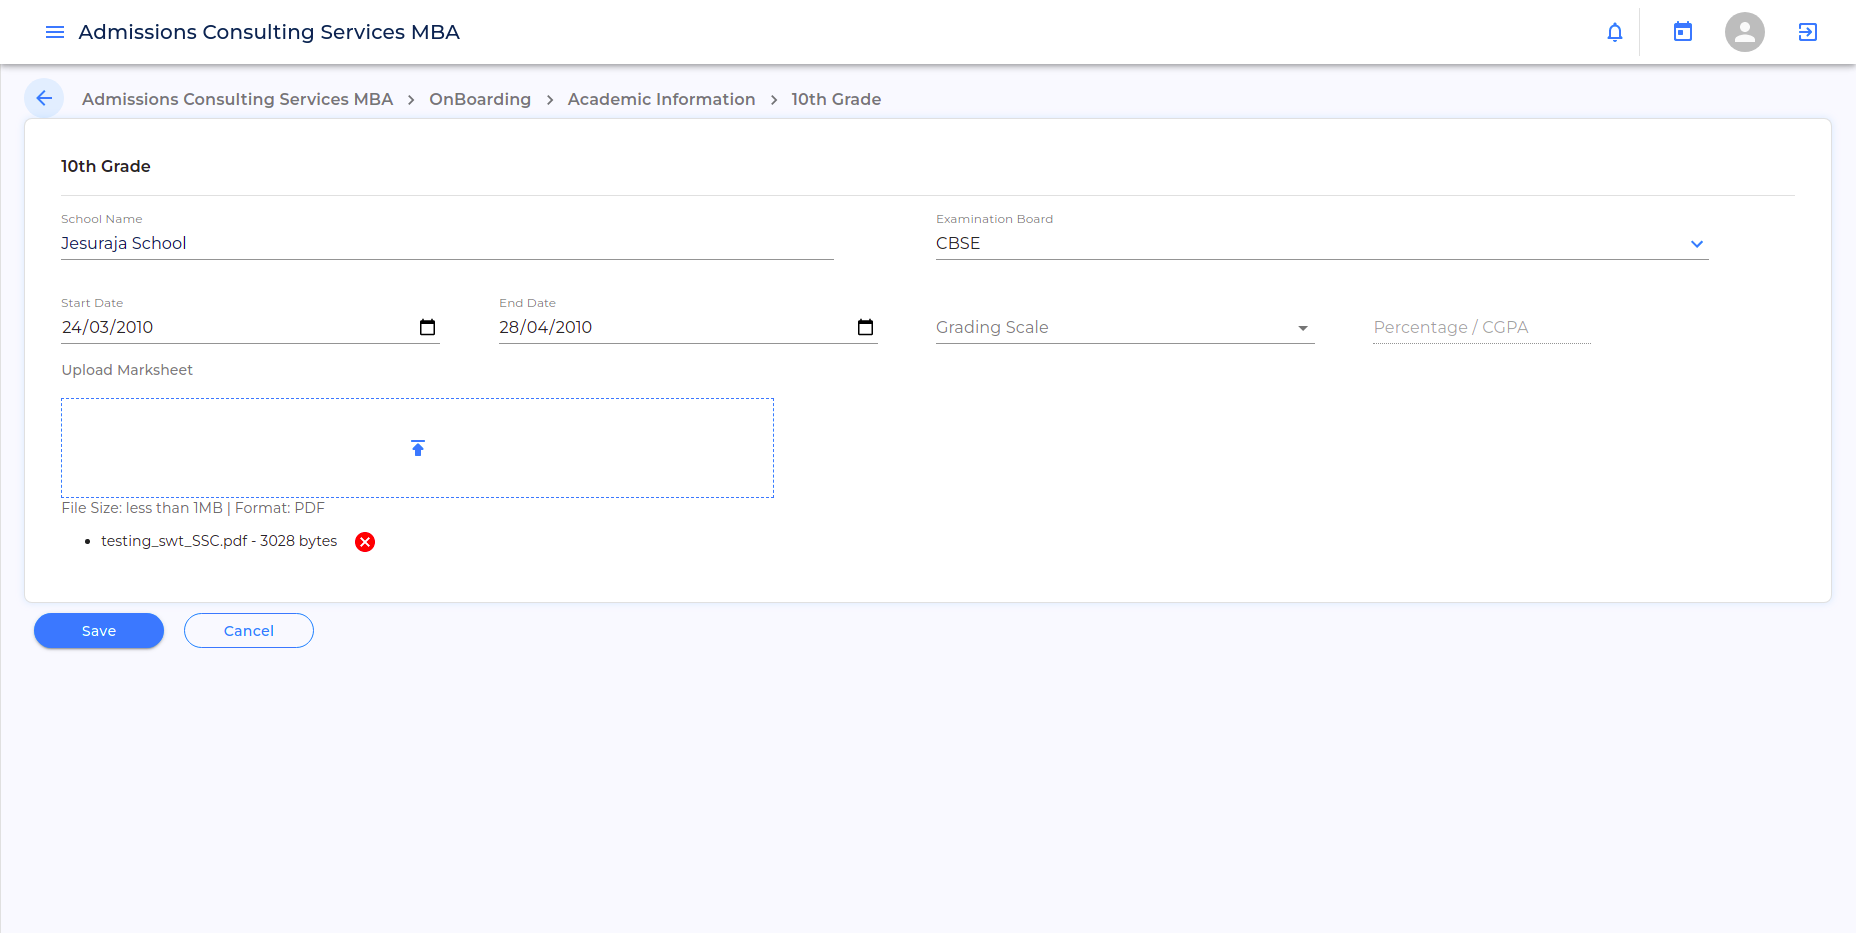 Admissions Consulting Services MBA
Admissions Consulting Services MBA > OnBoarding > Academic Information > 10th Grade
10th Grade
School Name
Jesuraja School
Examination Board
CBSE
Start Date
24/03/2010
End Date
28/04/2010
Grading Scale
Percentage / CGPA
Upload Marksheet
File Size: less than 1MB | Format: PDF
• testing_swt_SSC.pdf - 3028 bytes
Save
Cancel